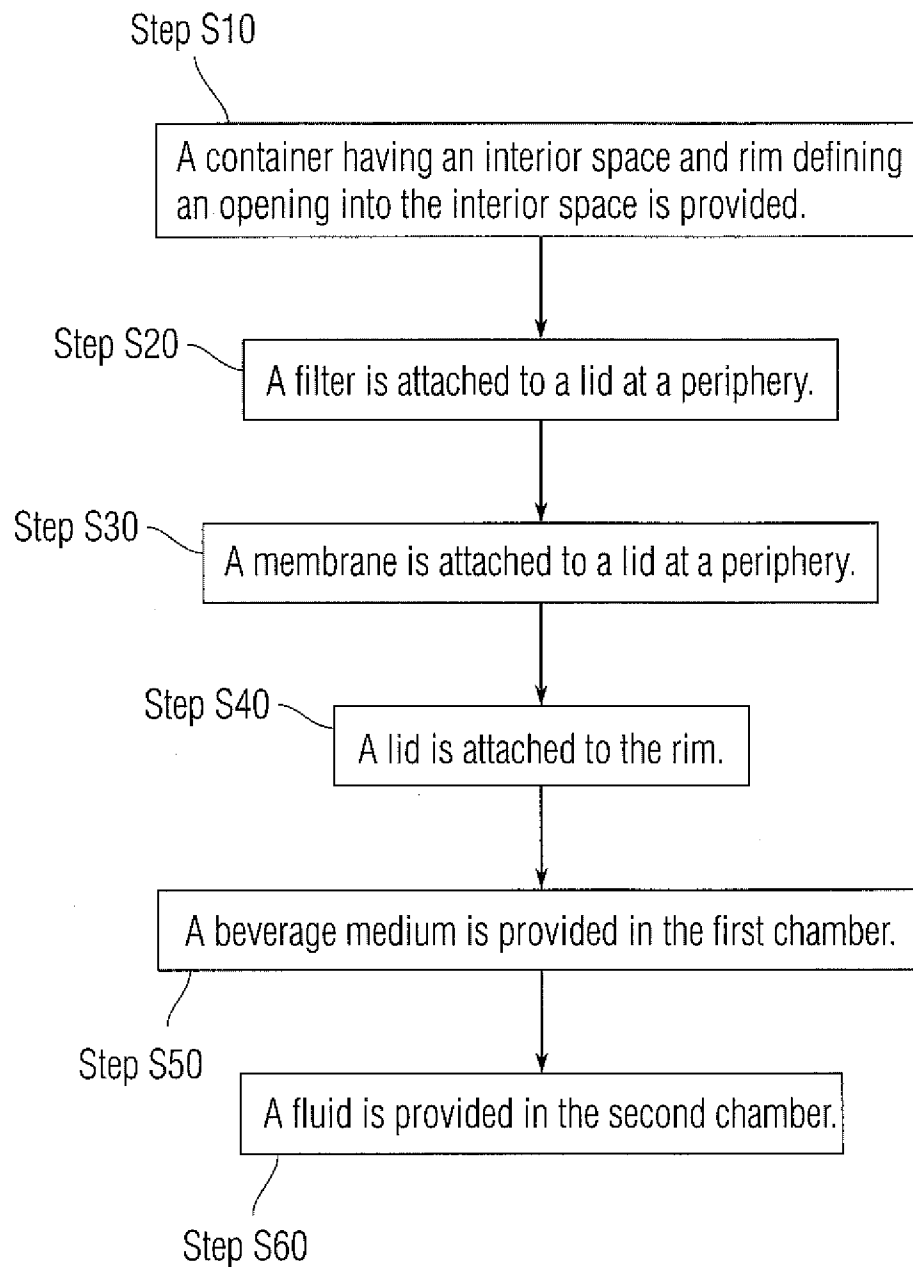 Step S10
A container having an interior space and rim defining
an opening into the interior space is provided.
Step S20
A filter is attached to a lid at a periphery.
Step S30
A membrane is attached to a lid at a periphery.
Step S40
A lid is attached to the rim.
A beverage medium is provided in the first chamber.
Step S50
A fluid is provided in the second chamber.
Step S60